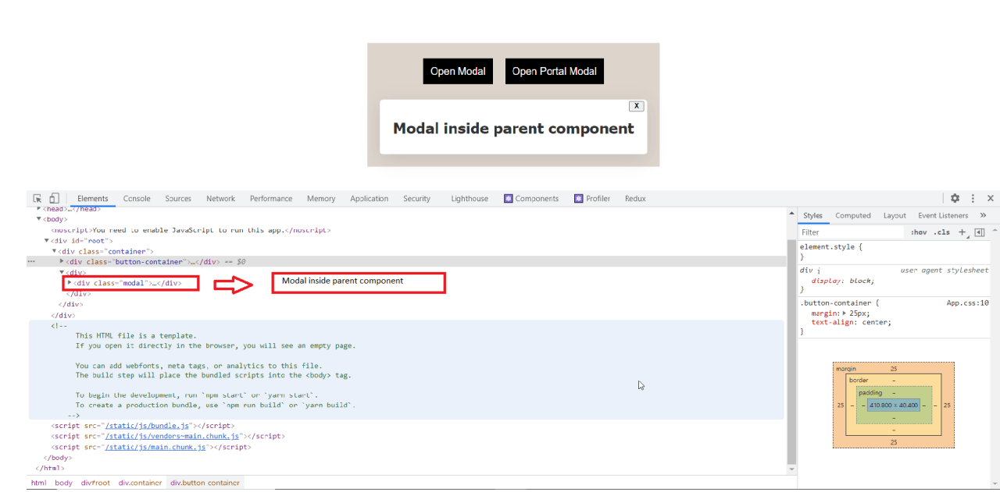 Open Modal Open Portal Modal
X
Modal inside parent component
Elements Console Sources Network Performance Memory Application Security Lighthouse Components Profiler Redux
<head>…</head>
<body>
<noscript>You need to enable JavaScript to run this app.</noscript>
<div id="root">
<div class="container">
… <div class="button-container">…</div> == $0
<div>
<div class="modal">…</div>
Modal inside parent component
</div>
</div>
</div>
<!--
This HTML file is a template.
If you open it directly in the browser, you will see an empty page.
You can add webfonts, meta tags, or analytics to this file.
The build step will place the bundled scripts into the <body> tag.
To begin the development, run `npm start` or `yarn start`.
To create a production bundle, use `npm run build` or `yarn build`.
-->
<script src="/static/js/bundle.js"></script>
<script src="/static/js/vendors~main.chunk.js"></script>
<script src="/static/js/main.chunk.js"></script>
</body>
</html>
html body div#root div.container div.button-container
Styles Computed Layout Event Listeners »
Filter :hov .cls +
element.style {
}
div { user agent stylesheet
display: block;
}
.button-container { App.css:10
margin: 25px;
text-align: center;
}
margin 25
border –
padding –
25 – – 410.800 × 40.400 – – 25
–
–
25